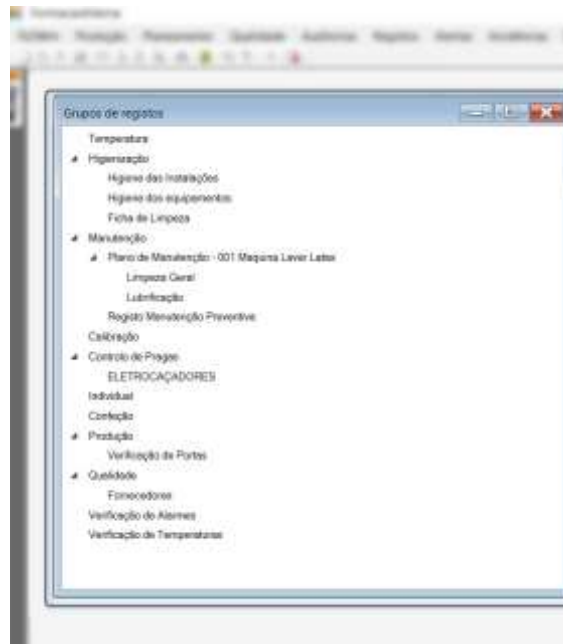 Grupos de registos
Temperatura
Higienização
Higiene das Instalações
Higiene dos equipamentos
Ficha de Limpeza
Manutenção
Plano de Manutenção - 001 Maquina Lavar Latas
Limpeza Geral
Lubrificação
Registo Manutenção Preventiva
Calibração
Controlo de Pragas
ELETROCAÇADORES
Individual
Confeção
Produção
Verificação de Portas
Qualidade
Fornecedores
Verificação de Alarmes
Verificação de Temperaturas